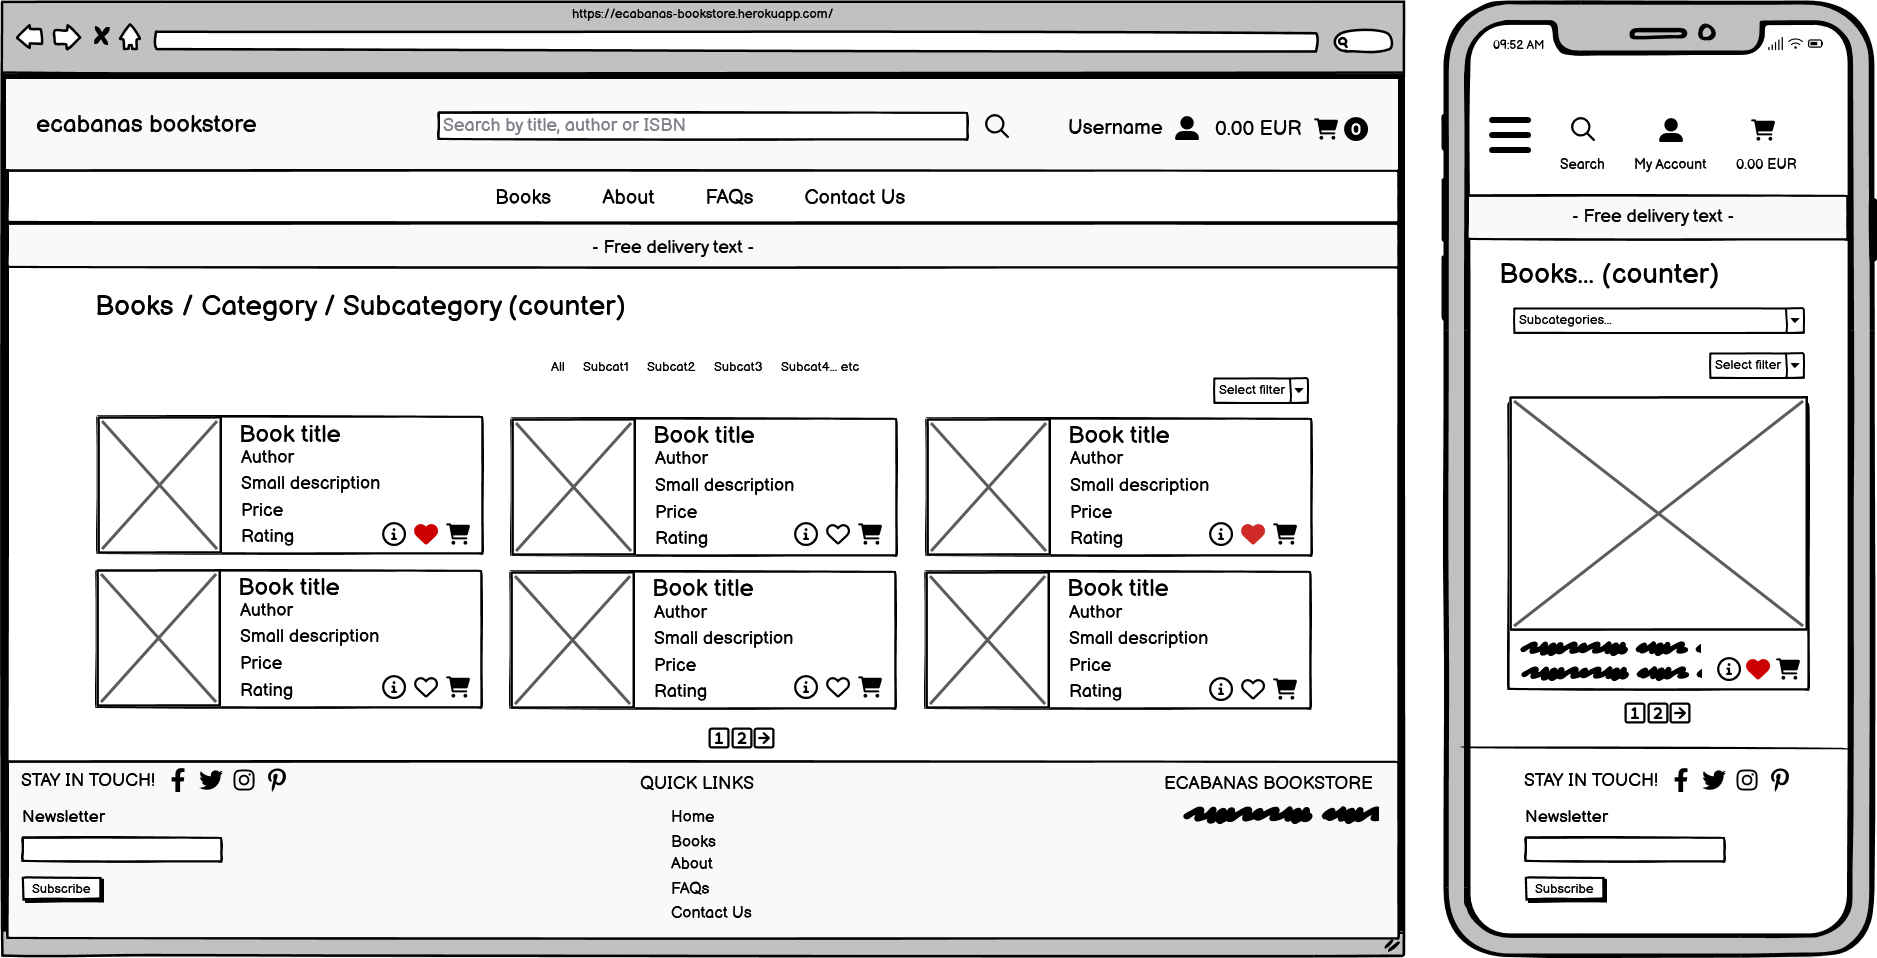 https://ecabanas-bookstore.herokuapp.com/
ecabanas bookstore
Search by title, author or ISBN
Username
0.00 EUR
0
Books About FAQs Contact Us
- Free delivery text -
Books / Category / Subcategory (counter)
All Subcat1 Subcat2 Subcat3 Subcat4... etc
Select filter
Book title
Author
Small description
Price
Rating
Book title
Author
Small description
Price
Rating
Book title
Author
Small description
Price
Rating
Book title
Author
Small description
Price
Rating
Book title
Author
Small description
Price
Rating
Book title
Author
Small description
Price
Rating
1 2
STAY IN TOUCH!
Newsletter
Subscribe
QUICK LINKS
Home
Books
About
FAQs
Contact Us
ECABANAS BOOKSTORE
09:52 AM
Search My Account 0.00 EUR
- Free delivery text -
Books... (counter)
Subcategories...
Select filter
1 2
STAY IN TOUCH!
Newsletter
Subscribe